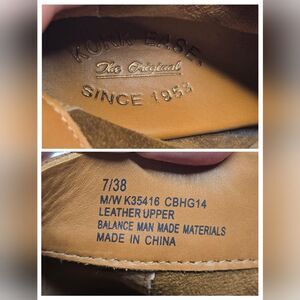 KORK-EASE
The Original
SINCE 1953
7/38
M/W K35416 CBHG14
LEATHER UPPER
BALANCE MAN MADE MATERIALS
MADE IN CHINA